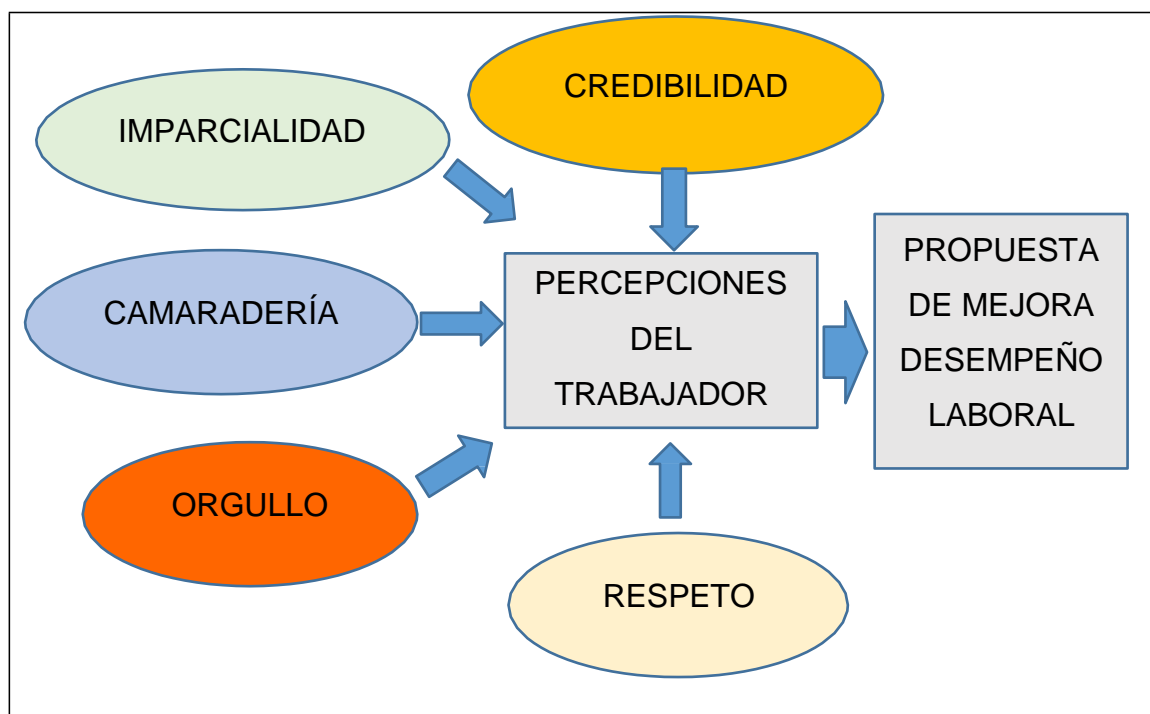 CREDIBILIDAD
IMPARCIALIDAD
CAMARADERÍA
ORGULLO
RESPETO
PERCEPCIONES
DEL
TRABAJADOR
PROPUESTA
DE MEJORA
DESEMPEÑO
LABORAL